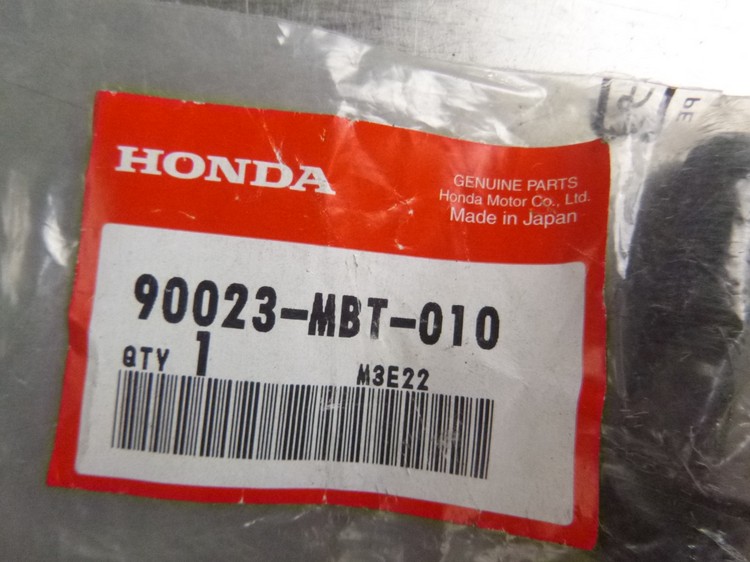 HONDA
GENUINE PARTS
Honda Motor Co., Ltd.
Made in Japan
90023-MBT-010
QTY 1
M3E22